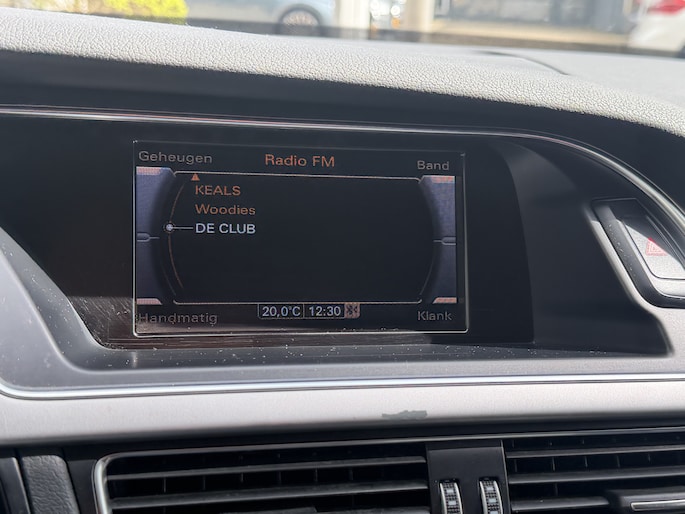 Geheugen Radio FM Band
KEALS
Woodies
DE CLUB
20,0°C 12:30
Handmatig Klank